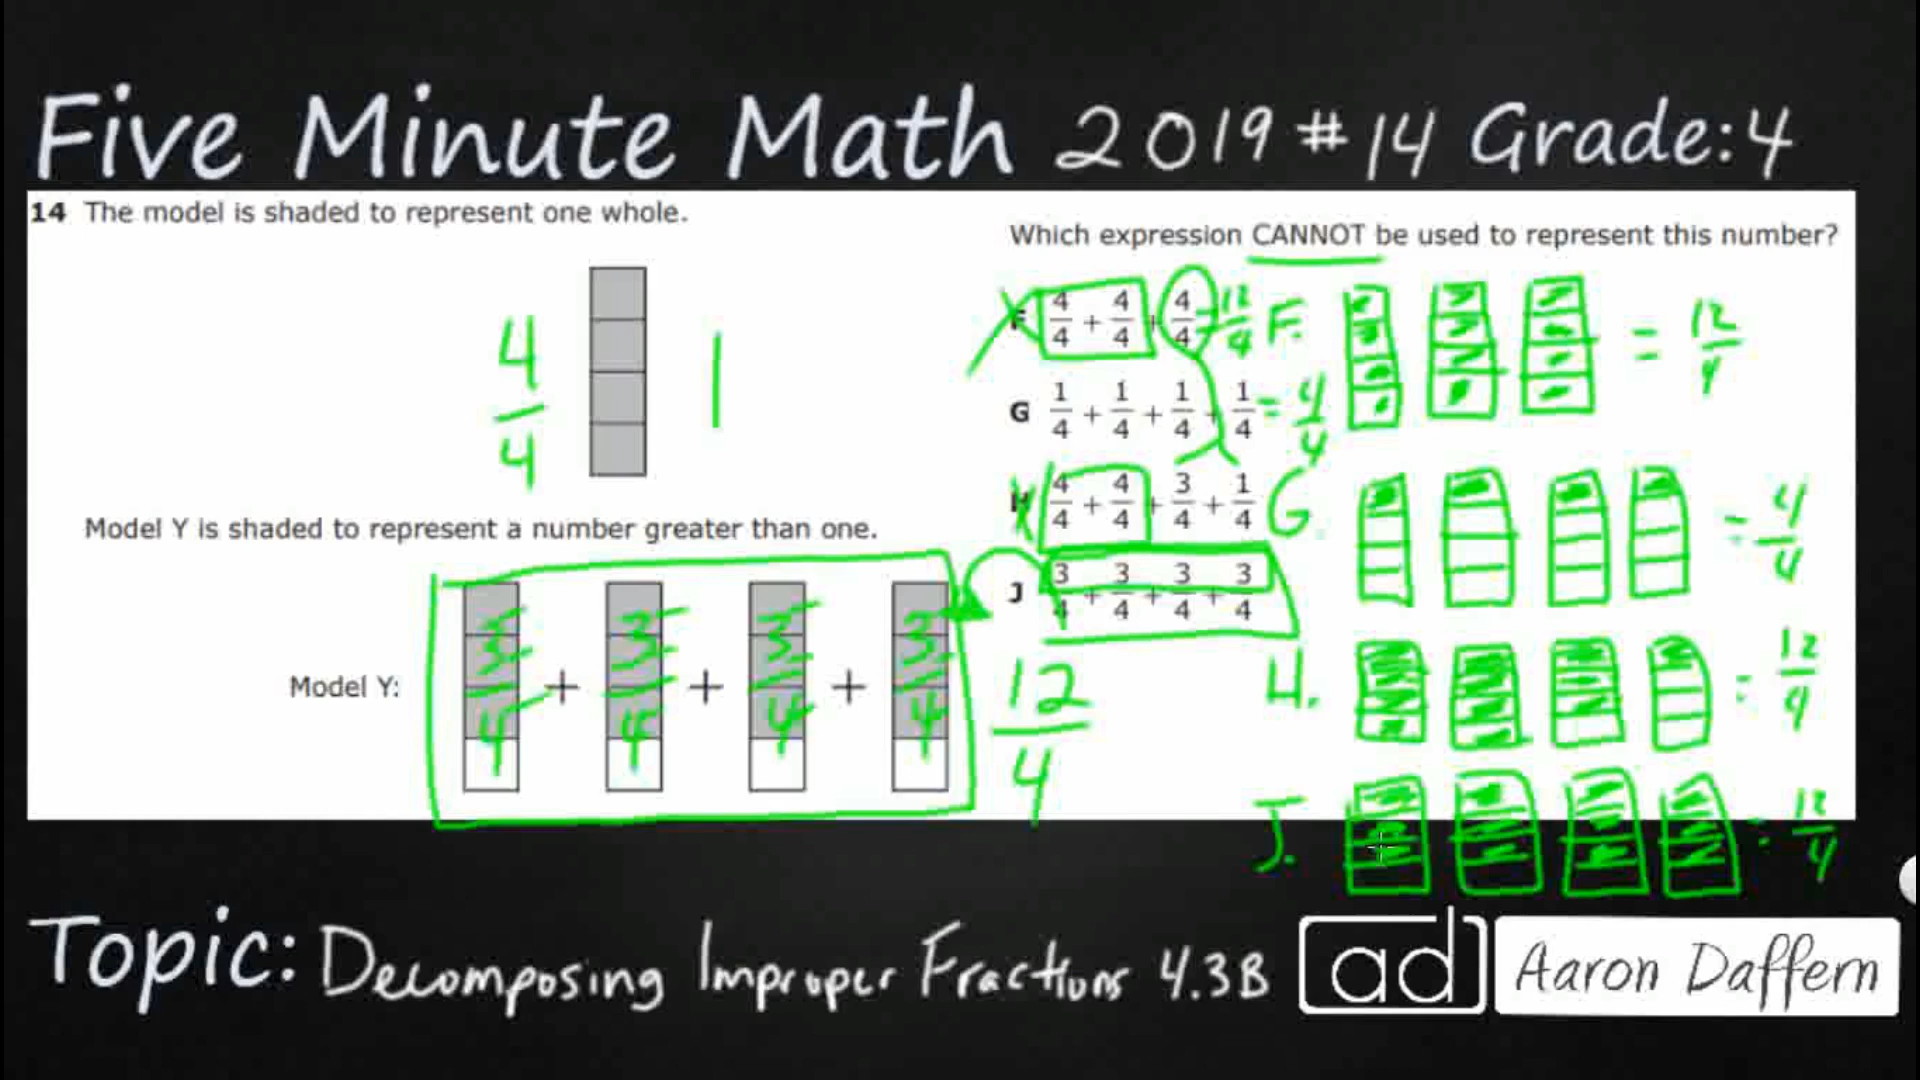 Five Minute Math 2019 #14 Grade:4
14 The model is shaded to represent one whole.
4/4 1
Model Y is shaded to represent a number greater than one.
Model Y: 3/4 + 3/4 + 3/4 + 3/4
12/4
Which expression CANNOT be used to represent this number?
F 4/4 + 4/4 + 4/4 = 12/4
G 1/4 + 1/4 + 1/4 + 1/4 = 4/4
H 4/4 + 4/4 + 3/4 + 1/4
J 3/4 + 3/4 + 3/4 + 3/4
F. = 12/4
G. = 4/4
H. = 12/4
J. = 12/4
Topic: Decomposing Improper Fractions 4.3B
ad Aaron Daffern